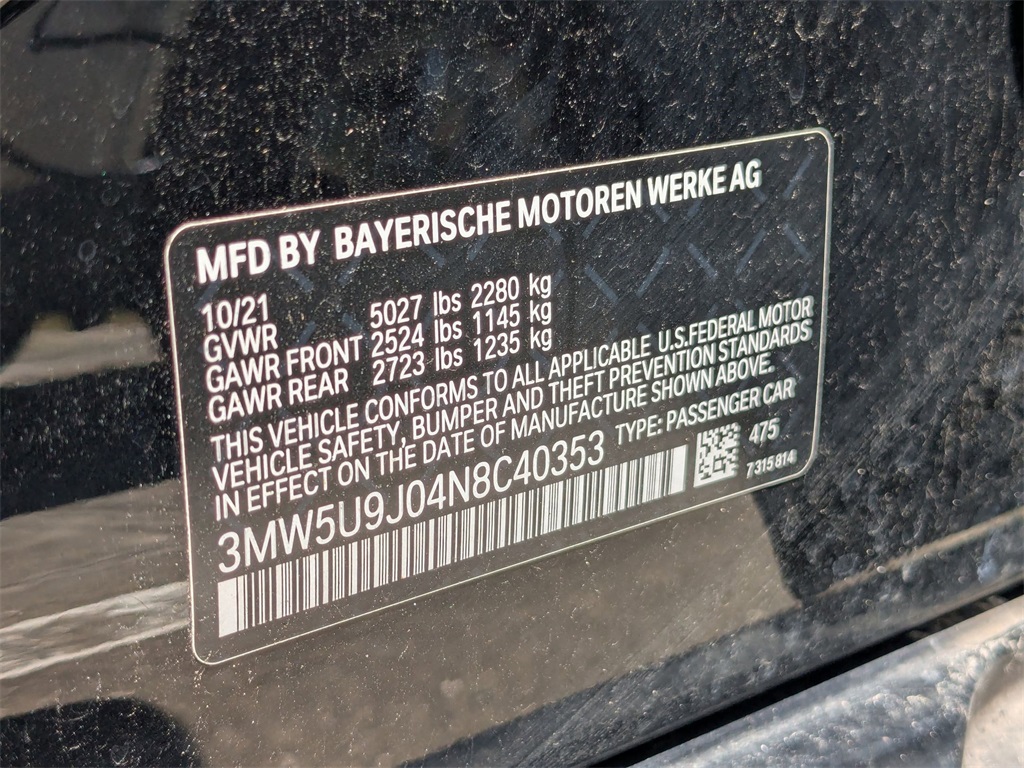 MFD BY BAYERISCHE MOTOREN WERKE AG
10/21
GVWR 5027 lbs 2280 kg
GAWR FRONT 2524 lbs 1145 kg
GAWR REAR 2723 lbs 1235 kg
THIS VEHICLE CONFORMS TO ALL APPLICABLE U.S.FEDERAL MOTOR
VEHICLE SAFETY, BUMPER AND THEFT PREVENTION STANDARDS
IN EFFECT ON THE DATE OF MANUFACTURE SHOWN ABOVE.
3MW5U9J04N8C40353 TYPE: PASSENGER CAR
475
7315814